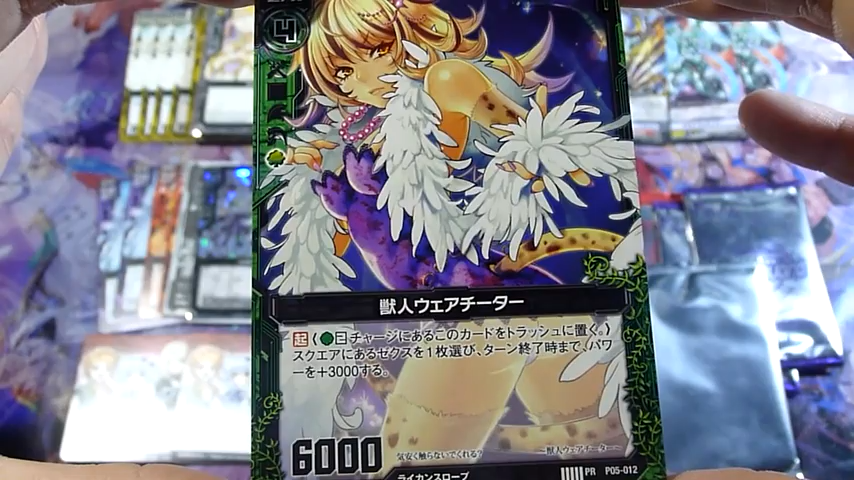 4
獣人ウェアチーター
起〔●⊟チャージにあるこのカードをトラッシュに置く。〕
スクエアにあるゼクスを1枚選び、ターン終了時まで、パワ
ーを+3000する。
6000
気安く触らないでくれる?
~獣人ウェアチーター~
ライカンスロープ
PR P05-012